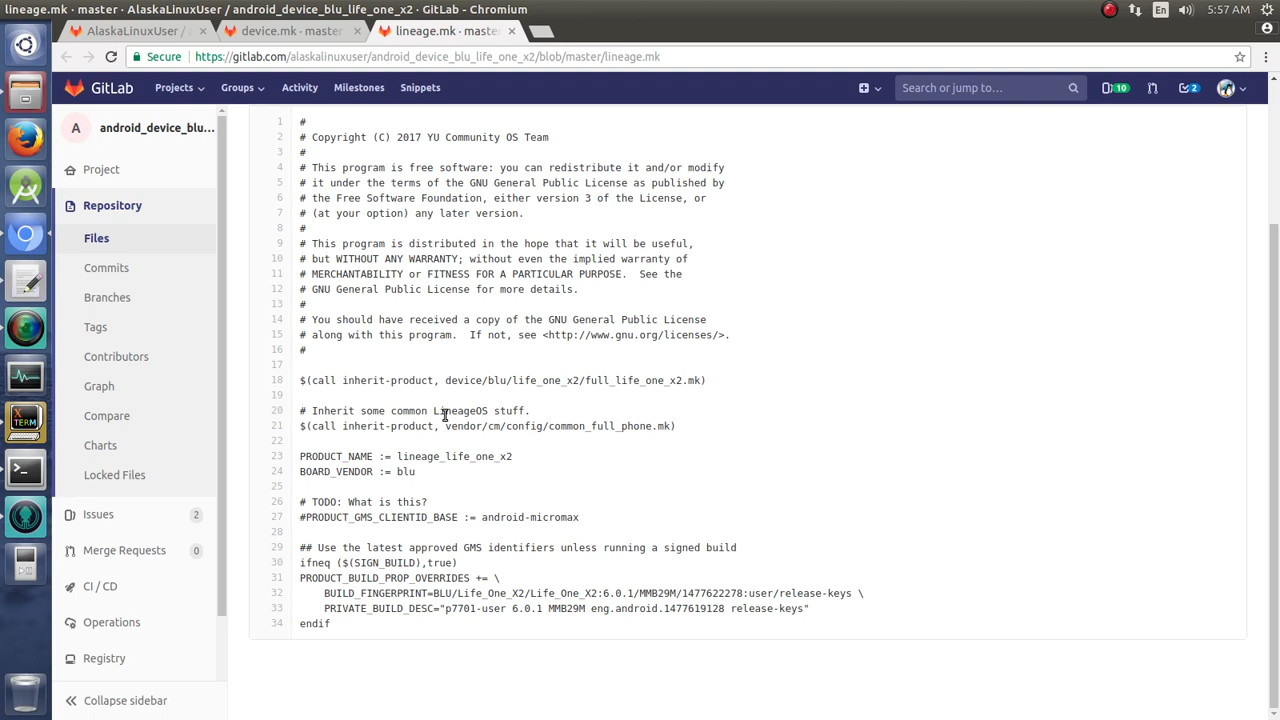 lineage.mk · master · AlaskaLinuxUser / android_device_blu_life_one_x2 · GitLab - Chromium
En
5:57 AM
AlaskaLinuxUser / 
device.mk · master
lineage.mk · maste
Secure
https://gitlab.com/alaskalinuxuser/android_device_blu_life_one_x2/blob/master/lineage.mk
GitLab
Projects
Groups
Activity
Milestones
Snippets
Search or jump to…
10
2
A
android_device_blu...
Project
Repository
Files
Commits
Branches
Tags
Contributors
Graph
Compare
Charts
Locked Files
Issues
2
Merge Requests
0
CI / CD
Operations
Registry
Collapse sidebar
XTERM
1 #
2 # Copyright (C) 2017 YU Community OS Team
3 #
4 # This program is free software: you can redistribute it and/or modify
5 # it under the terms of the GNU General Public License as published by
6 # the Free Software Foundation, either version 3 of the License, or
7 # (at your option) any later version.
8 #
9 # This program is distributed in the hope that it will be useful,
10 # but WITHOUT ANY WARRANTY; without even the implied warranty of
11 # MERCHANTABILITY or FITNESS FOR A PARTICULAR PURPOSE.  See the
12 # GNU General Public License for more details.
13 #
14 # You should have received a copy of the GNU General Public License
15 # along with this program.  If not, see <http://www.gnu.org/licenses/>.
16 #
17
18 $(call inherit-product, device/blu/life_one_x2/full_life_one_x2.mk)
19
20 # Inherit some common LineageOS stuff.
21 $(call inherit-product, vendor/cm/config/common_full_phone.mk)
22
23 PRODUCT_NAME := lineage_life_one_x2
24 BOARD_VENDOR := blu
25
26 # TODO: What is this?
27 #PRODUCT_GMS_CLIENTID_BASE := android-micromax
28
29 ## Use the latest approved GMS identifiers unless running a signed build
30 ifneq ($(SIGN_BUILD),true)
31 PRODUCT_BUILD_PROP_OVERRIDES += \
32     BUILD_FINGERPRINT=BLU/Life_One_X2/Life_One_X2:6.0.1/MMB29M/1477622278:user/release-keys \
33     PRIVATE_BUILD_DESC="p7701-user 6.0.1 MMB29M eng.android.1477619128 release-keys"
34 endif